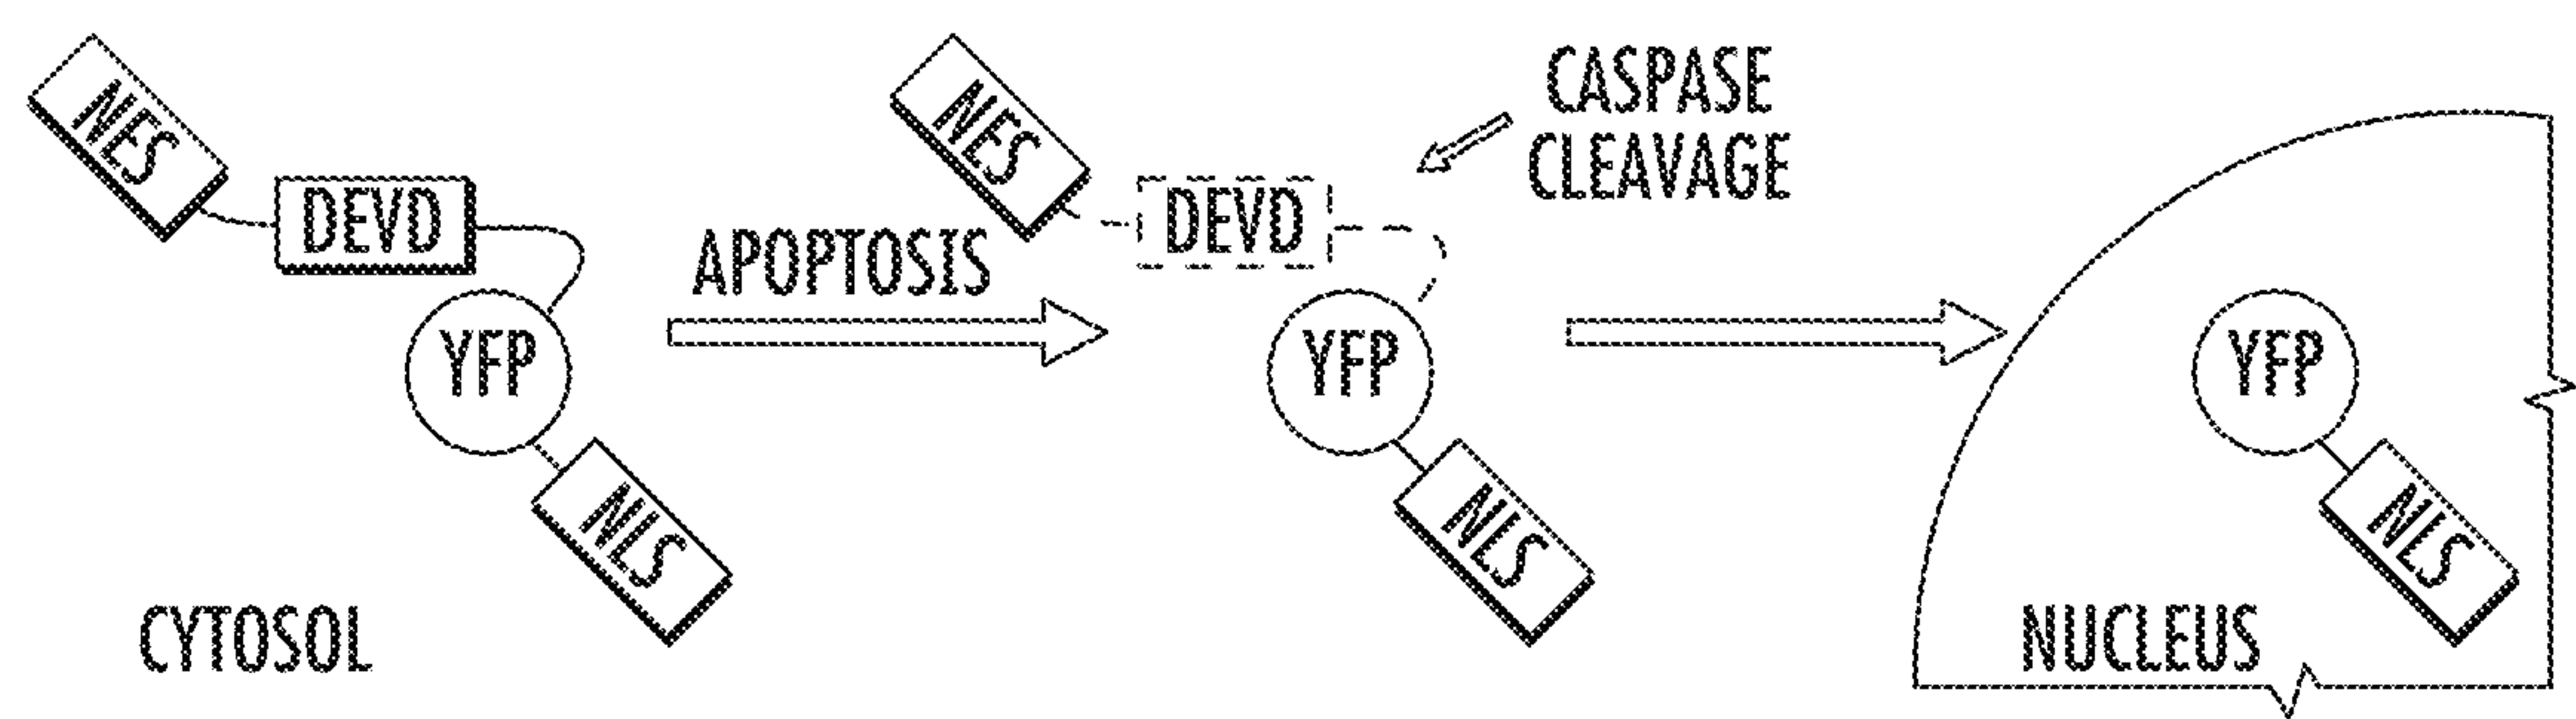 NES
DEVD
YFP
NLS
CYTOSOL
APOPTOSIS
NES
DEVD
CASPASE
CLEAVAGE
YFP
NLS
YFP
NLS
NUCLEUS